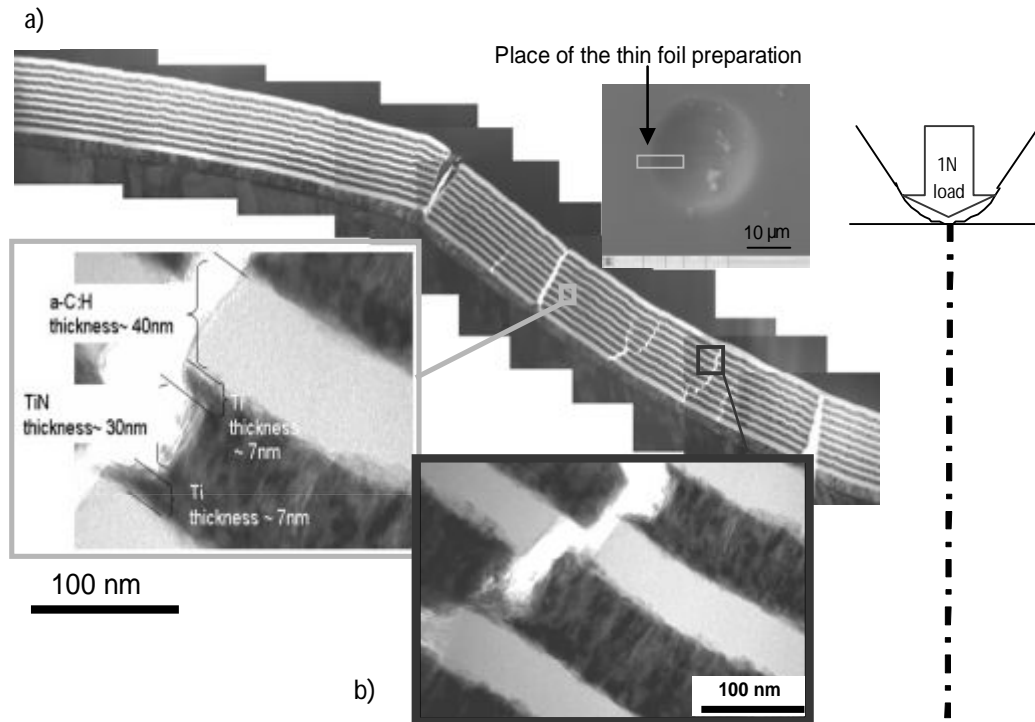 a)
Place of the thin foil preparation
1N
load
10 µm
a-C:H
thickness~ 40nm
TiN
thickness~ 30nm
Ti
thickness
~ 7nm
Ti
thickness ~ 7nm
100 nm
b)
100 nm